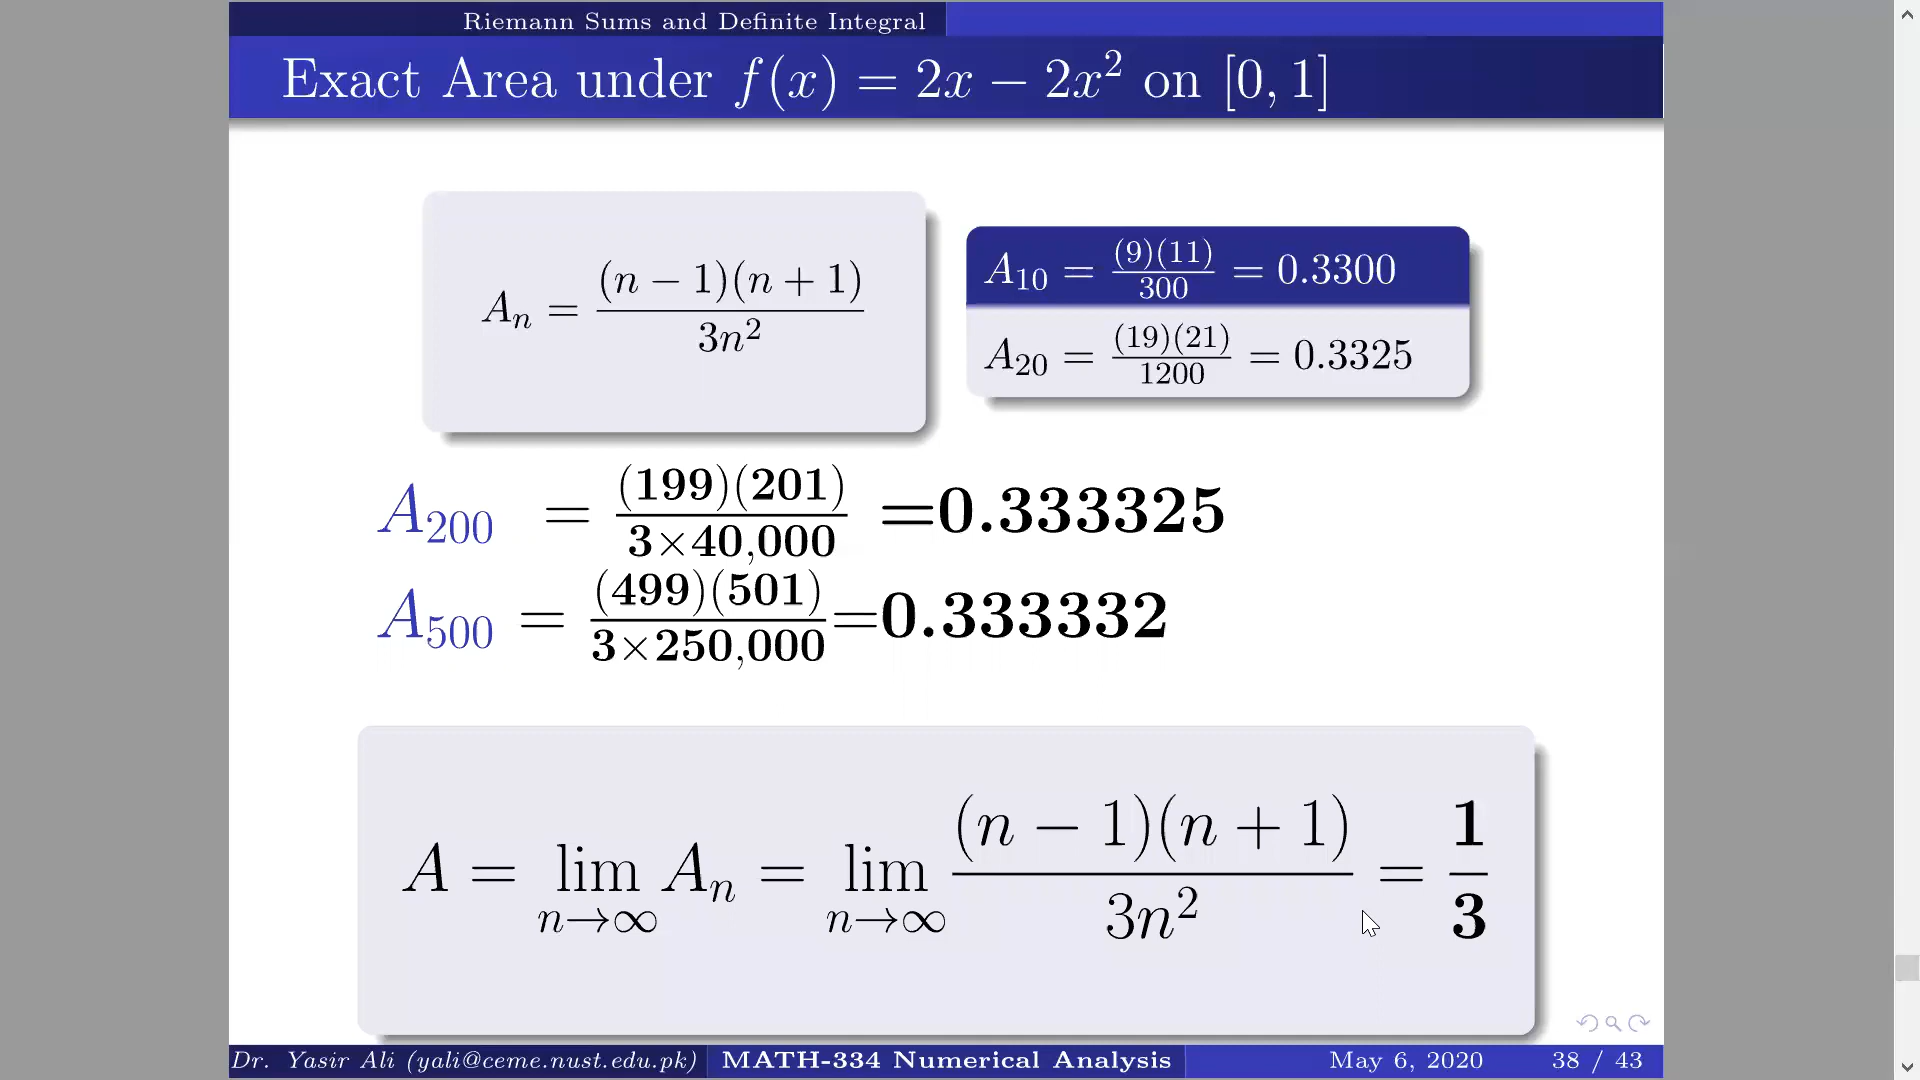 Riemann Sums and Definite Integral
Exact Area under f(x) = 2x − 2x² on [0, 1]
Aₙ = (n − 1)(n + 1) / 3n²
A₁₀ = (9)(11) / 300 = 0.3300
A₂₀ = (19)(21) / 1200 = 0.3325
A₂₀₀ = (199)(201) / 3×40,000 =0.333325
A₅₀₀ = (499)(501) / 3×250,000 =0.333332
A = lim n→∞ Aₙ = lim n→∞ (n − 1)(n + 1) / 3n² = 1 / 3
Dr. Yasir Ali (yali@ceme.nust.edu.pk) MATH-334 Numerical Analysis May 6, 2020 38 / 43